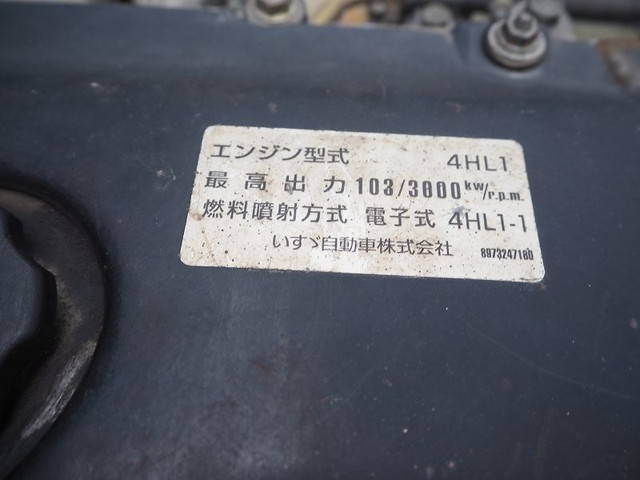 エンジン型式 4HL1
最高出力 103/3000 kw/r.p.m.
燃料噴射方式 電子式 4HL1-1
いすゞ自動車株式会社 8973247180